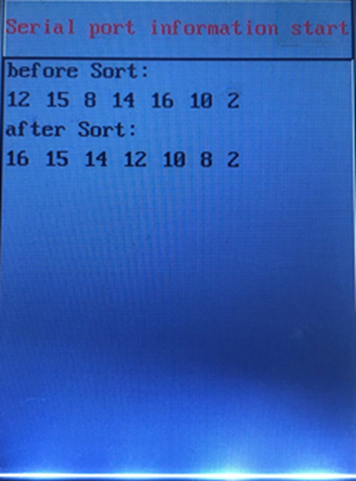 Serial port information start
before Sort:
12 15 8 14 16 10 2
after Sort:
16 15 14 12 10 8 2